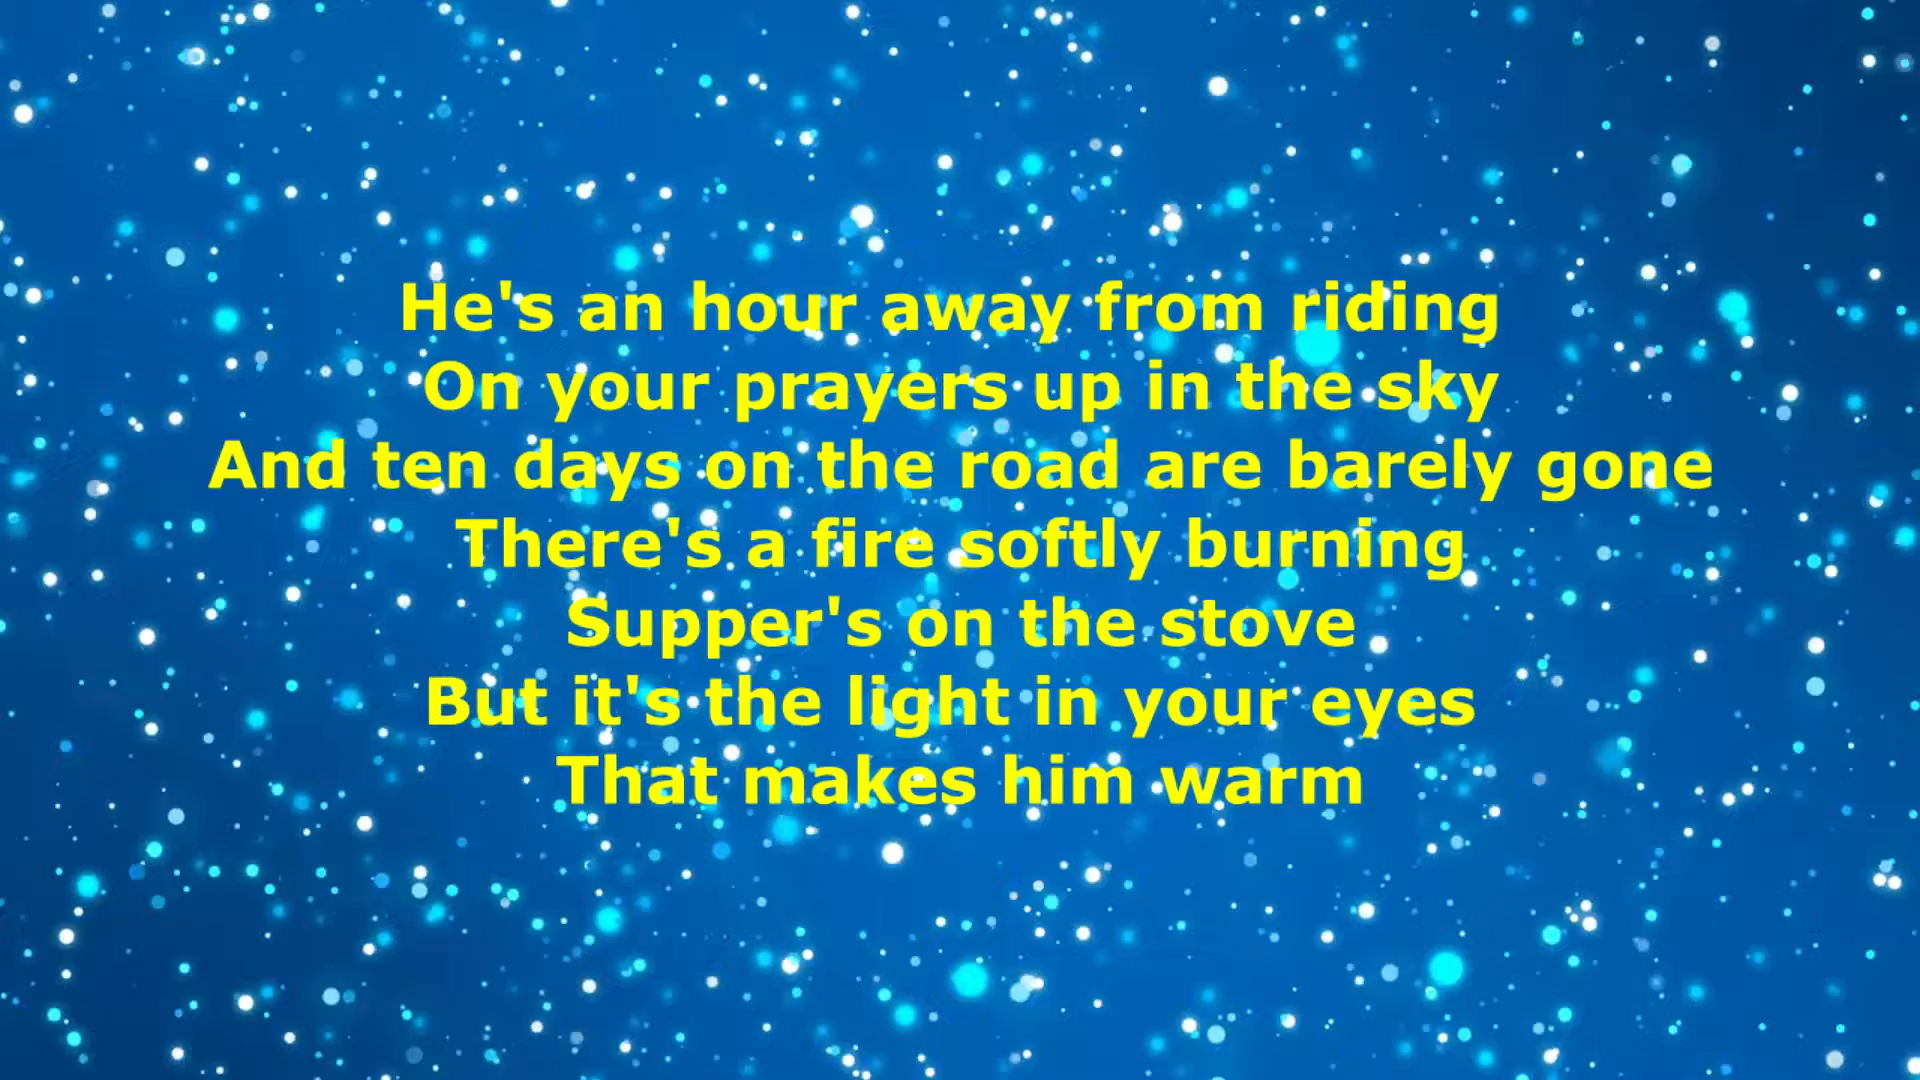 He's an hour away from riding
On your prayers up in the sky
And ten days on the road are barely gone
There's a fire softly burning
Supper's on the stove
But it's the light in your eyes
That makes him warm